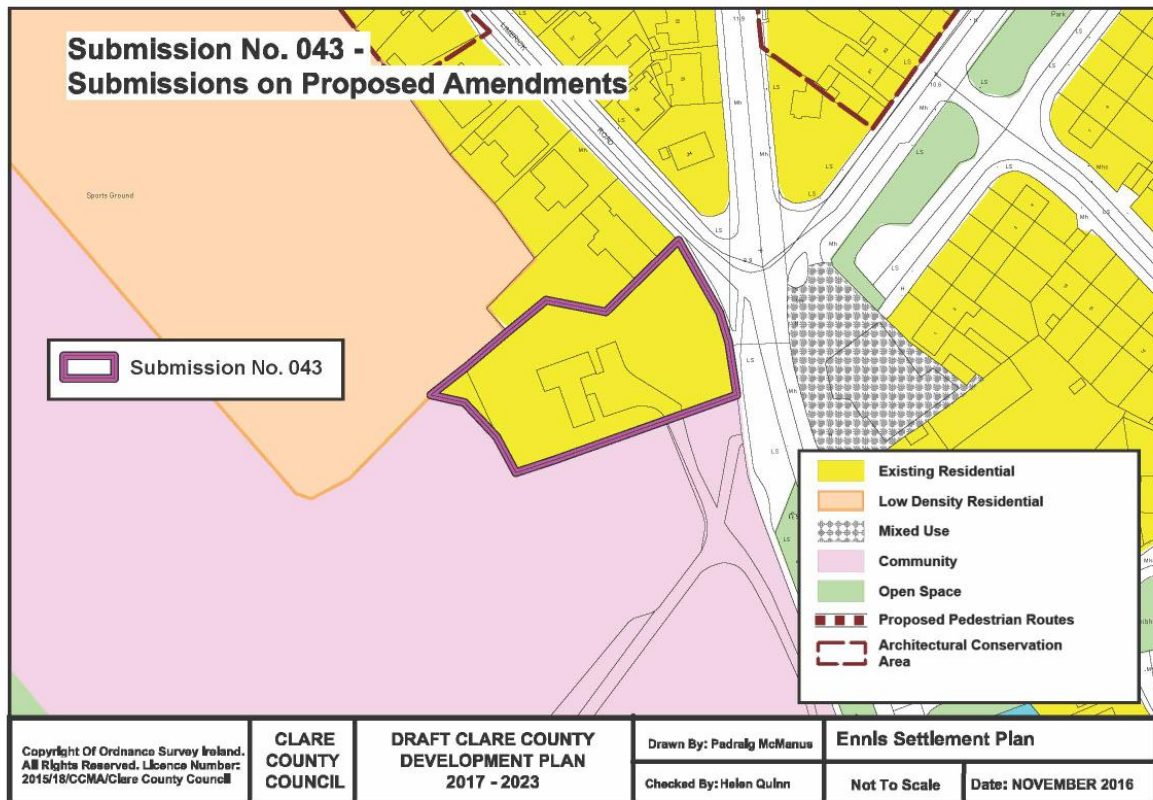 Submission No. 043 -
Submissions on Proposed Amendments
Sports Ground
ROAD
Park
Submission No. 043
Existing Residential
Low Density Residential
Mixed Use
Community
Open Space
Proposed Pedestrian Routes
Architectural Conservation
Area
Copyright Of Ordnance Survey Ireland.
All Rights Reserved. Licence Number:
2015/18/CCMA/Clare County Council
CLARE
COUNTY
COUNCIL
DRAFT CLARE COUNTY
DEVELOPMENT PLAN
2017 - 2023
Drawn By: Padraig McManus
Checked By: Helen Quinn
Ennis Settlement Plan
Not To Scale
Date: NOVEMBER 2016